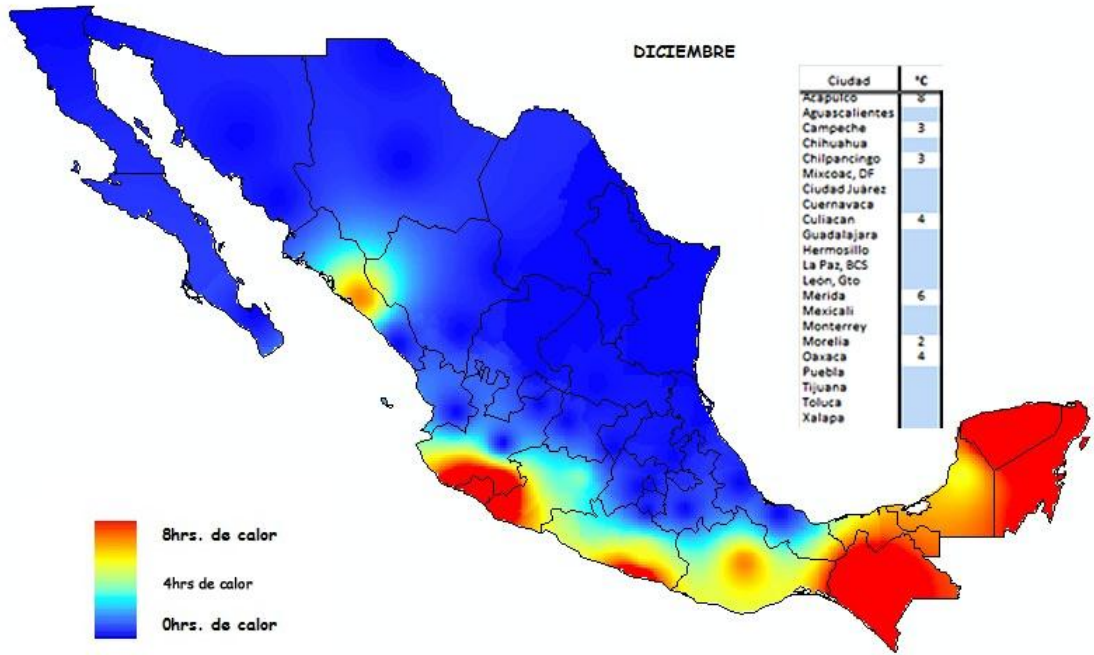 DICIEMBRE
Ciudad °C
Acapulco 8
Aguascalientes
Campeche 3
Chihuahua
Chilpancingo 3
Mixcoac, DF
Ciudad Juárez
Cuernavaca
Culiacan 4
Guadalajara
Hermosillo
La Paz, BCS
León, Gto
Merida 6
Mexicali
Monterrey
Morelia 2
Oaxaca 4
Puebla
Tijuana
Toluca
Xalapa
8hrs. de calor
4hrs de calor
0hrs. de calor